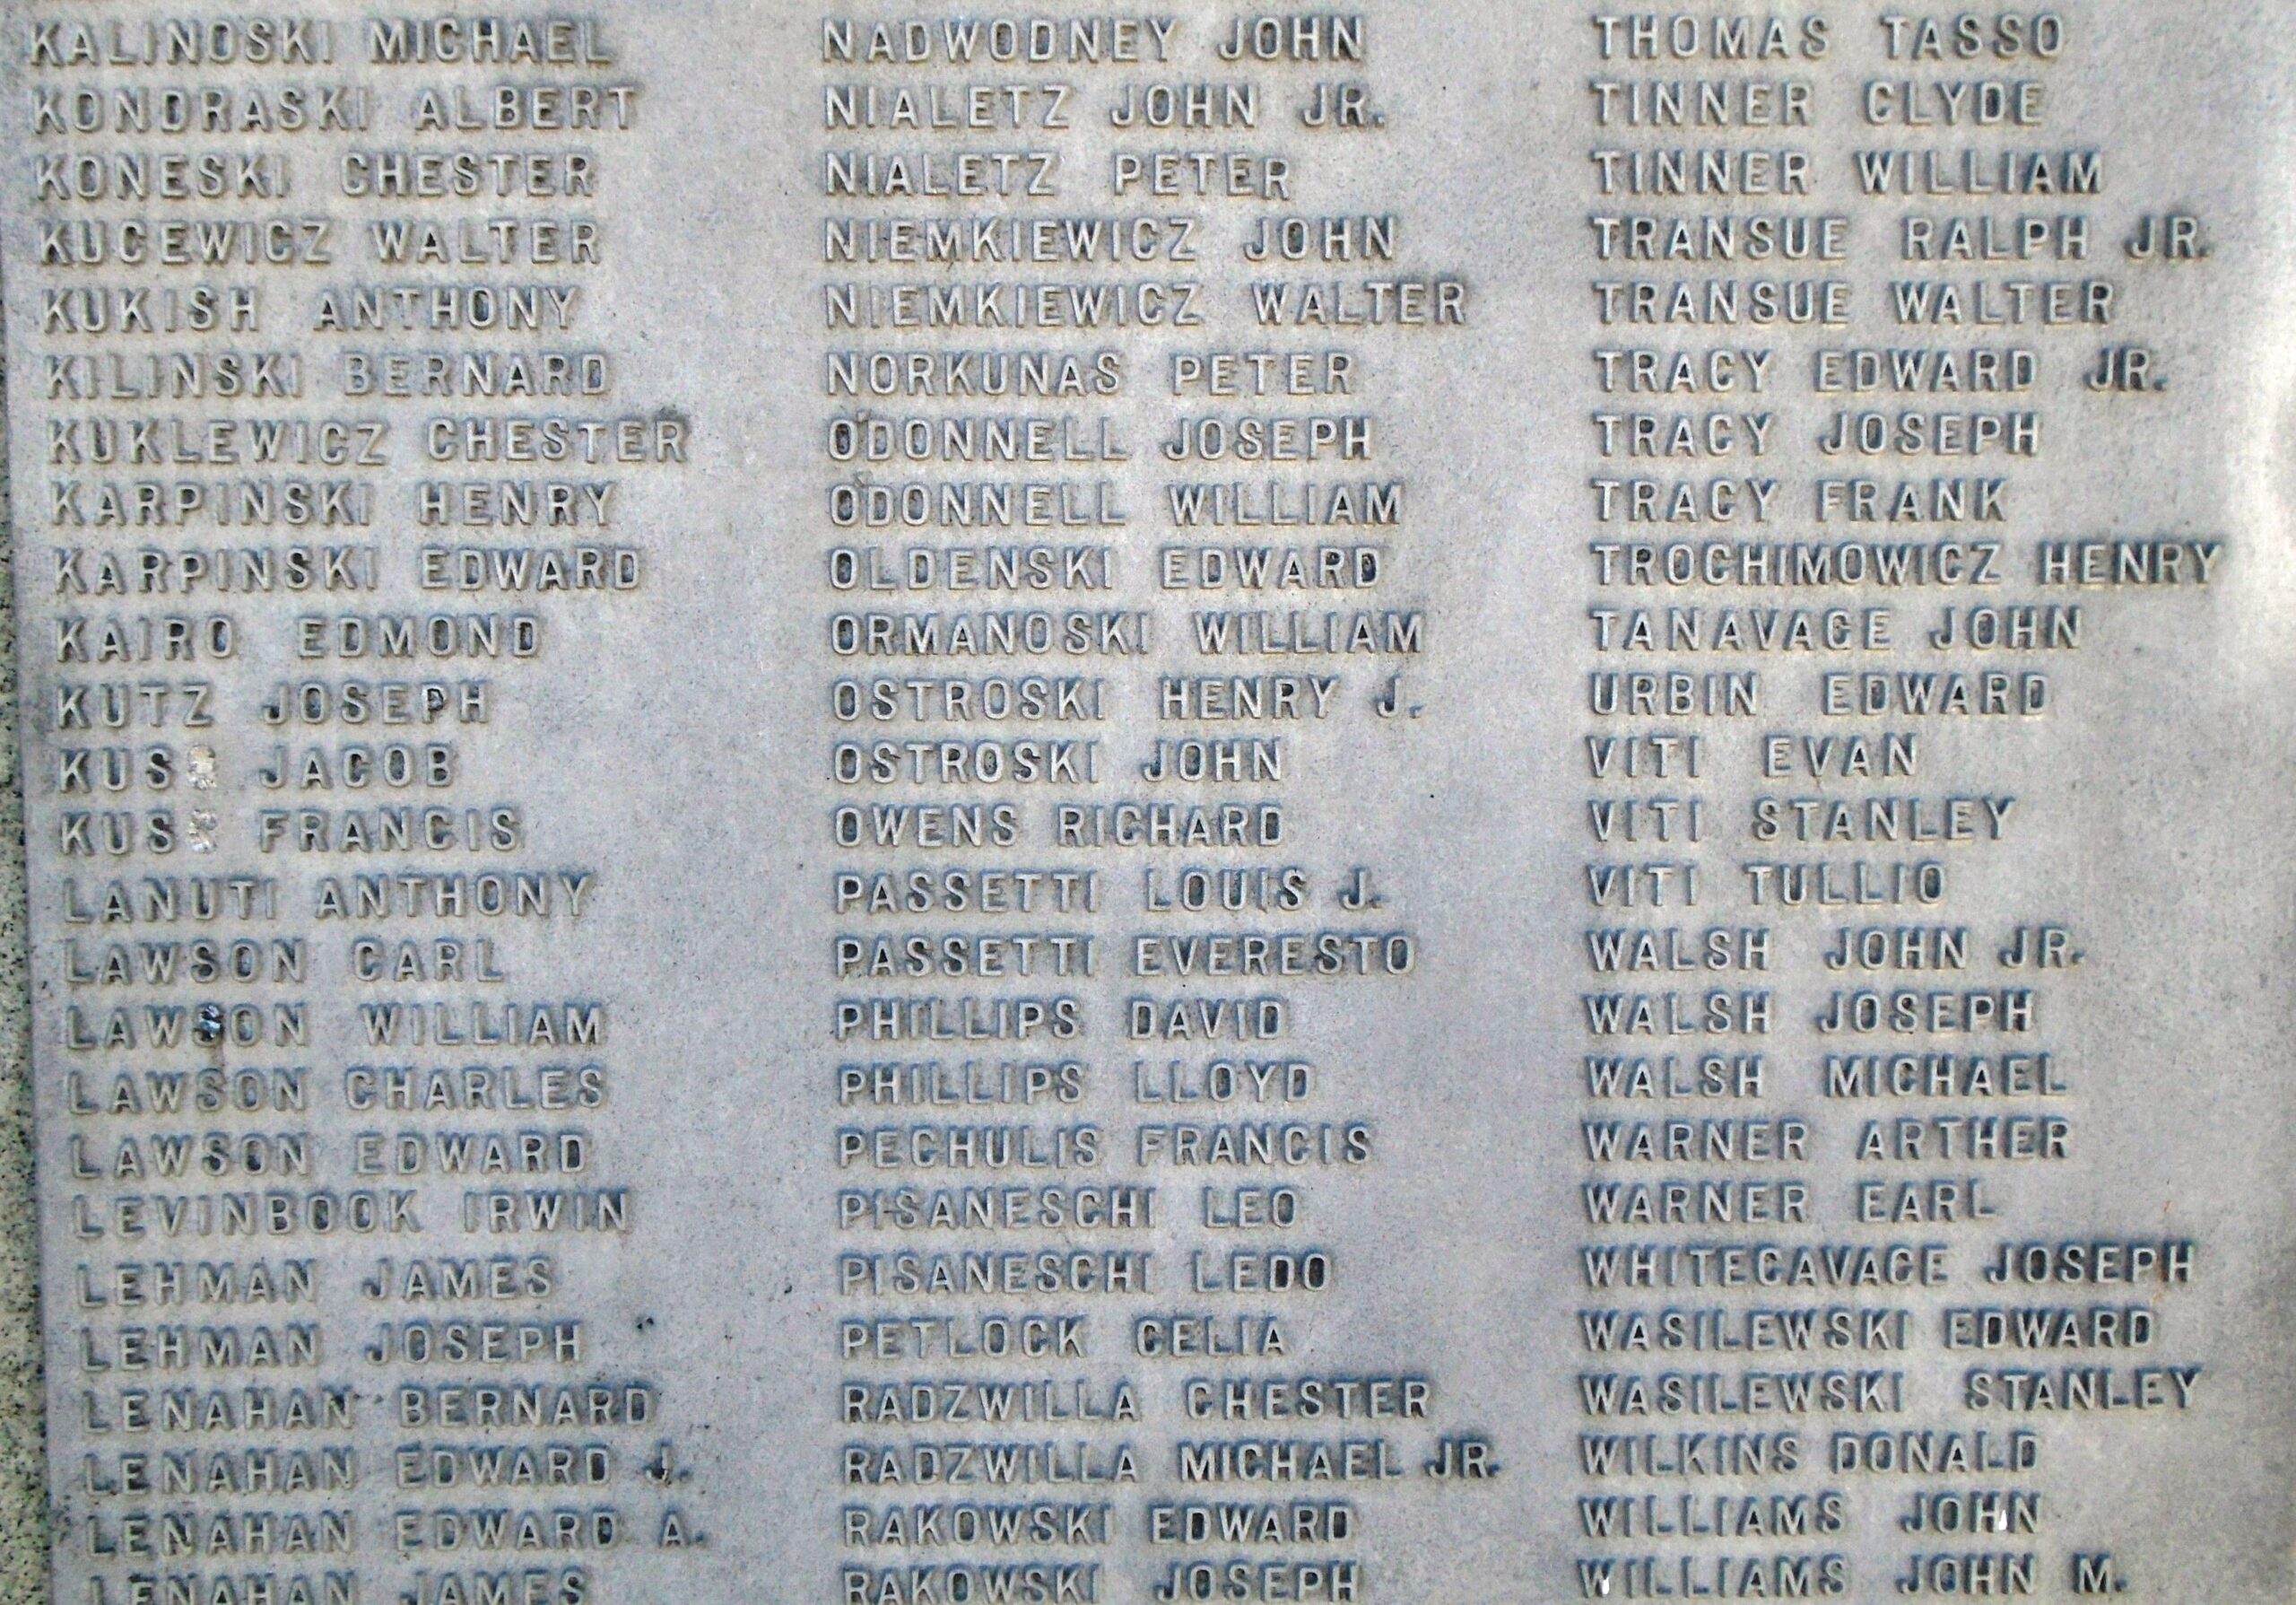 KALINOSKI MICHAEL
KONDRASKI ALBERT
KONESKI CHESTER
KUCEWICZ WALTER
KUKISH ANTHONY
KILINSKI BERNARD
KUKLEWICZ CHESTER
KARPINSKI HENRY
KARPINSKI EDWARD
KAIRO EDMOND
KUTZ JOSEPH
JACOB
FRANCIS
LANUTI ANTHONY
LAWSON CARL
LAWSON WILLIAM
LAWSON CHARLES
LAWSON EDWARD
LEVINBOOK IRWIN
LEHMAN JAMES
LEHMAN JOSEPH
LENAHAN BERNARD
LENAHAN EDWARD J.
LENAHAN EDWARD A.
LENAHAN JAMES
NADWODNEY JOHN
NIALETZ JOHN JR.
NIALETZ PETER
NIEMKIEWICZ JOHN
NIEMKIEWICZ WALTER
NORKUNAS PETER
O'DONNELL JOSEPH
O'DONNELL WILLIAM
OLDENSKI EDWARD
ORMANOSKI WILLIAM
OSTROSKI HENRY J.
OSTROSKI JOHN
OWENS RICHARD
PASSETTI LOUIS J.
PASSETTI EVERESTO
PHILLIPS DAVID
PHILLIPS LLOYD
PECHULIS FRANCIS
PISANESCHI LEO
PISANESCHI LEDO
PETLOCK CELIA
RADZWILLA CHESTER
RADZWILLA MICHAEL JR.
RAKOWSKI EDWARD
RAKOWSKI JOSEPH
THOMAS TASSO
TINNER CLYDE
TINNER WILLIAM
TRANSUE RALPH JR.
TRANSUE WALTER
TRACY EDWARD JR.
TRACY JOSEPH
TRACY FRANK
TROCHIMOWICZ HENRY
TANAVAGE JOHN
URBIN EDWARD
VITI EVAN
VITI STANLEY
VITI TULLIO
WALSH JOHN JR.
WALSH JOSEPH
WALSH MICHAEL
WARNER ARTHER
WARNER EARL
WHITECAVAGE JOSEPH
WASILEWSKI EDWARD
WASILEWSKI STANLEY
WILKINS DONALD
WILLIAMS JOHN
WILLIAMS JOHN M.